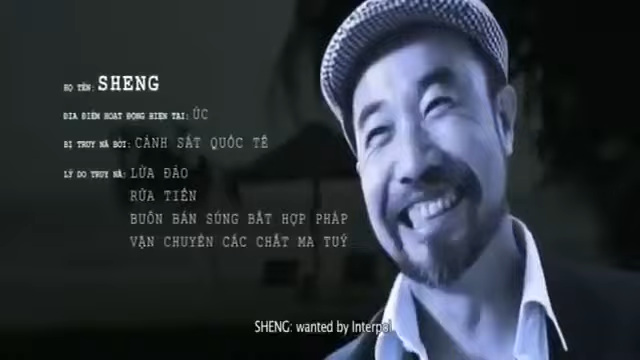 HỌ TÊN: SHENG
ĐỊA ĐIỂM HOẠT ĐỘNG HIỆN TẠI: ÚC
BỊ TRUY NÃ BỞI: CẢNH SÁT QUỐC TẾ
LÝ DO TRUY NÃ: LỪA ĐẢO
RỬA TIỀN
BUÔN BÁN SÚNG BẤT HỢP PHÁP
VẬN CHUYỂN CÁC CHẤT MA TUÝ
SHENG: wanted by Interpol